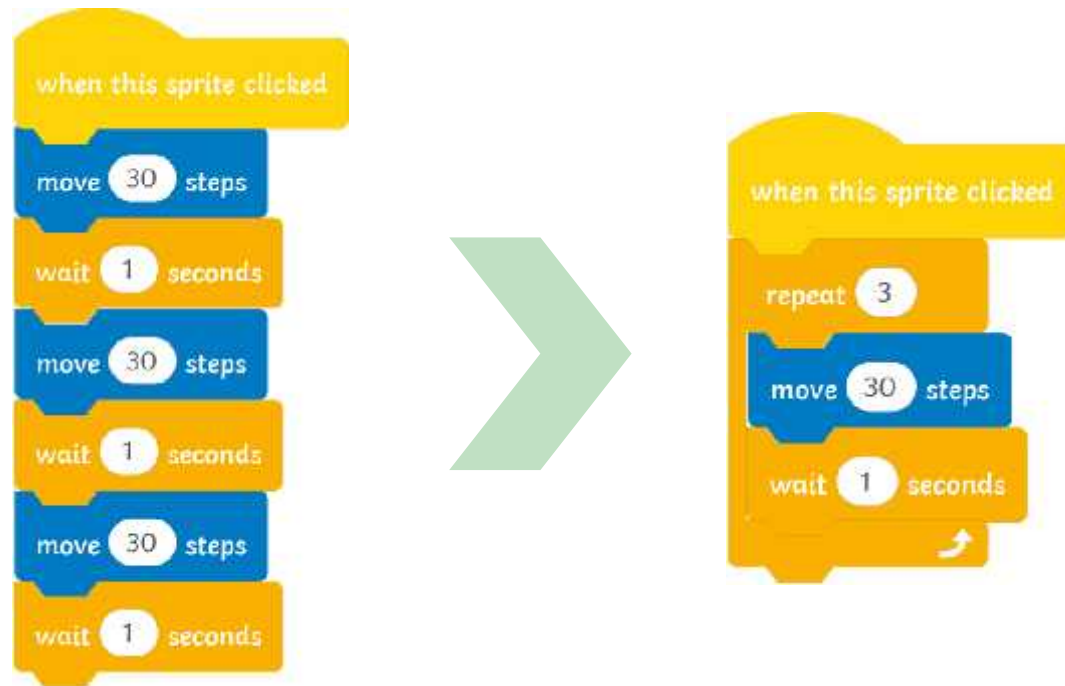 when this sprite clicked
move 30 steps
wait 1 seconds
move 30 steps
wait 1 seconds
move 30 steps
wait 1 seconds
when this sprite clicked
repeat 3
move 30 steps
wait 1 seconds